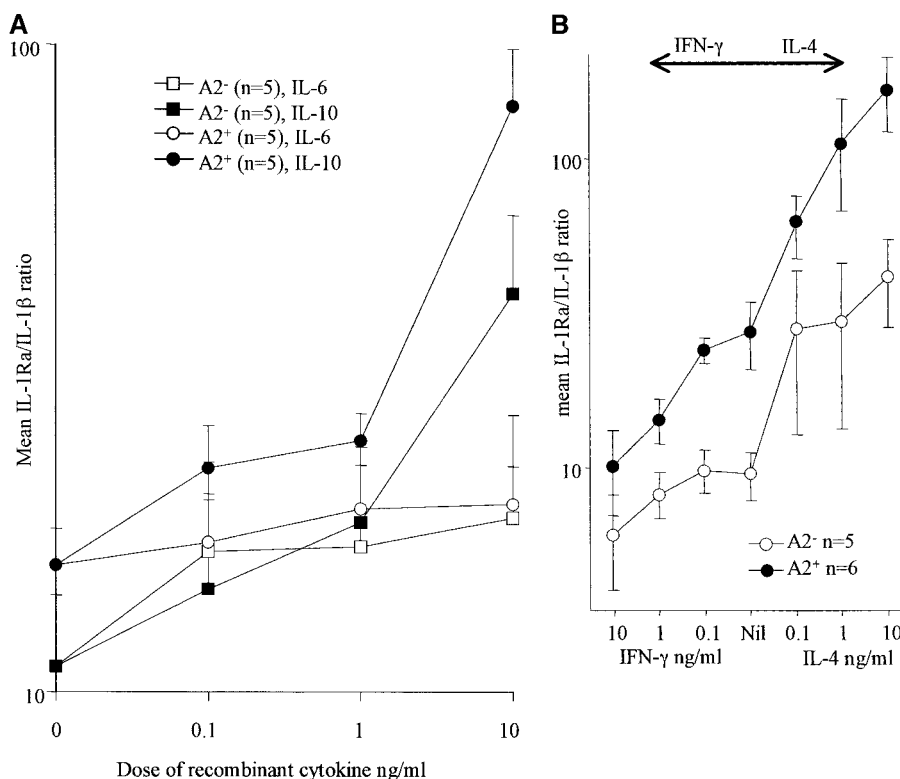 A
100
A2⁻ (n=5), IL-6
A2⁻ (n=5), IL-10
A2⁺ (n=5), IL-6
A2⁺ (n=5), IL-10
Mean IL-1Ra/IL-1β ratio
10
0 0.1 1 10
Dose of recombinant cytokine ng/ml
B
IFN-γ IL-4
100
mean IL-1Ra/IL-1β ratio
10
A2⁻ n=5
A2⁺ n=6
10 1 0.1 Nil 0.1 1 10
IFN-γ ng/ml IL-4 ng/ml